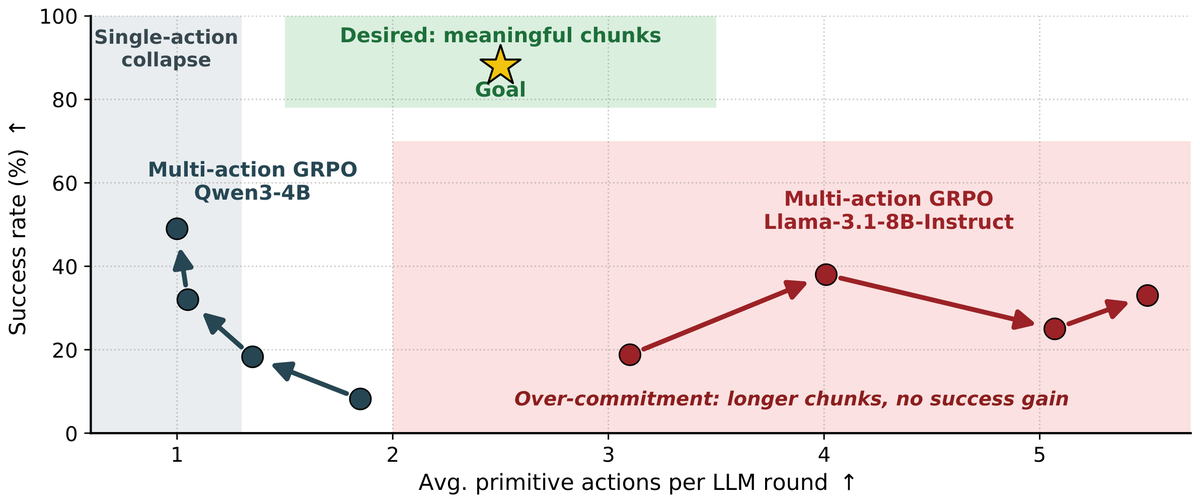 100
80
60
40
20
0
Success rate (%) ↑
Single-action
collapse
Desired: meaningful chunks
Goal
Multi-action GRPO
Qwen3-4B
Multi-action GRPO
Llama-3.1-8B-Instruct
Over-commitment: longer chunks, no success gain
1 2 3 4 5
Avg. primitive actions per LLM round ↑